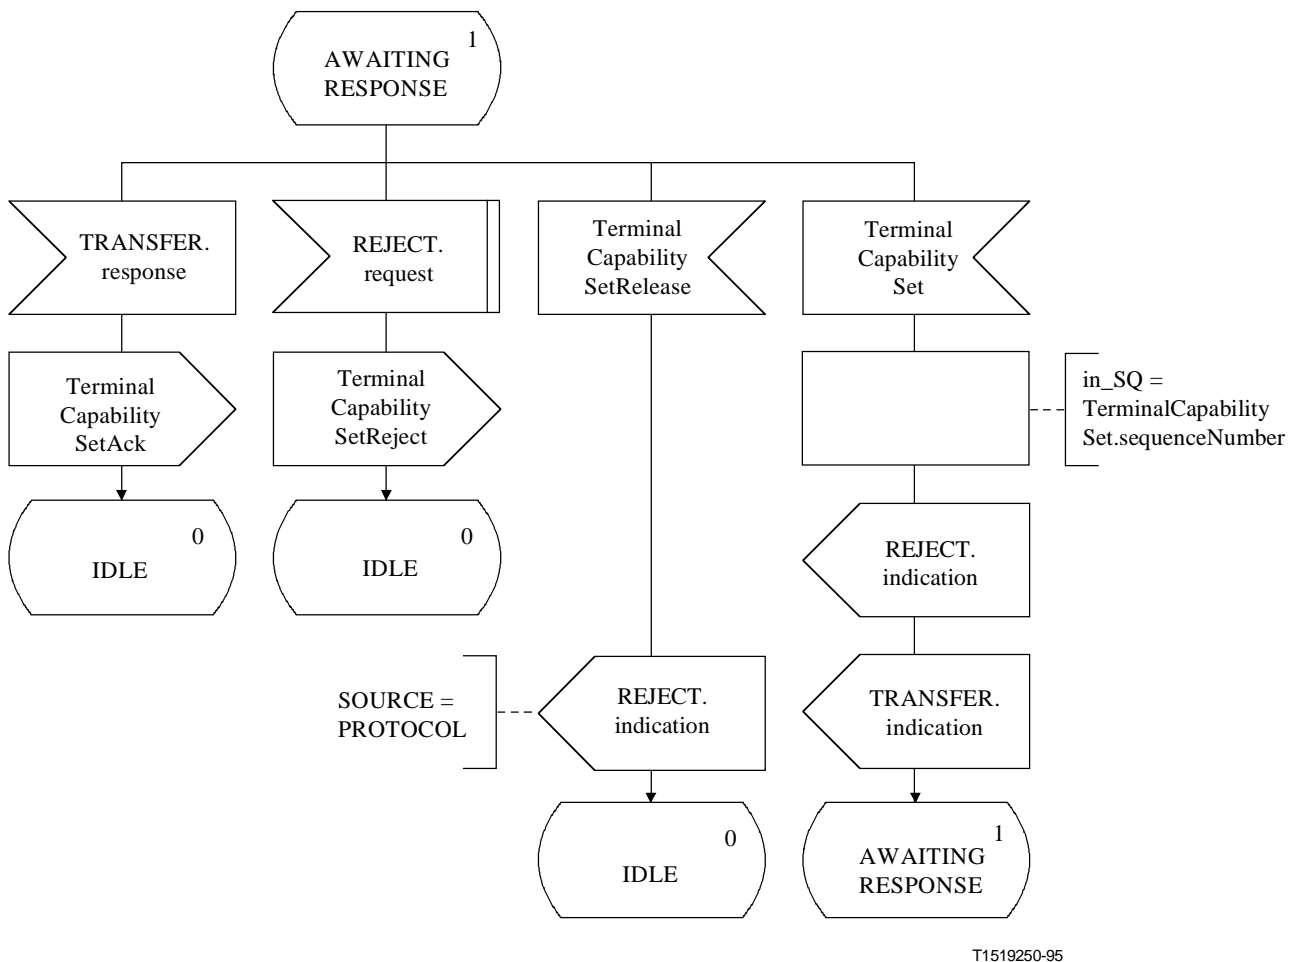 1
AWAITING
RESPONSE
TRANSFER.
response
REJECT.
request
Terminal
Capability
SetRelease
Terminal
Capability
Set
Terminal
Capability
SetAck
Terminal
Capability
SetReject
in_SQ =
TerminalCapability
Set.sequenceNumber
0
IDLE
0
IDLE
REJECT.
indication
SOURCE =
PROTOCOL
REJECT.
indication
TRANSFER.
indication
0
IDLE
1
AWAITING
RESPONSE
T1519250-95